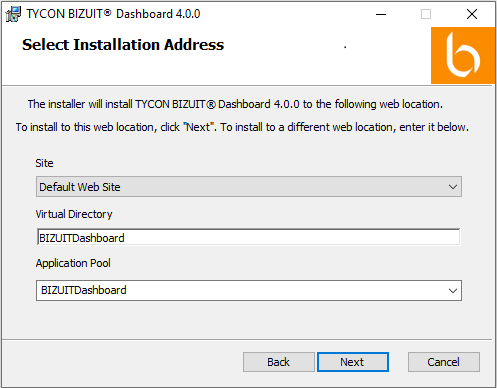 TYCON BIZUIT® Dashboard 4.0.0
Select Installation Address
The installer will install TYCON BIZUIT® Dashboard 4.0.0 to the following web location.
To install to this web location, click "Next". To install to a different web location, enter it below.
Site
Default Web Site
Virtual Directory
BIZUITDashboard
Application Pool
BIZUITDashboard
Back Next Cancel